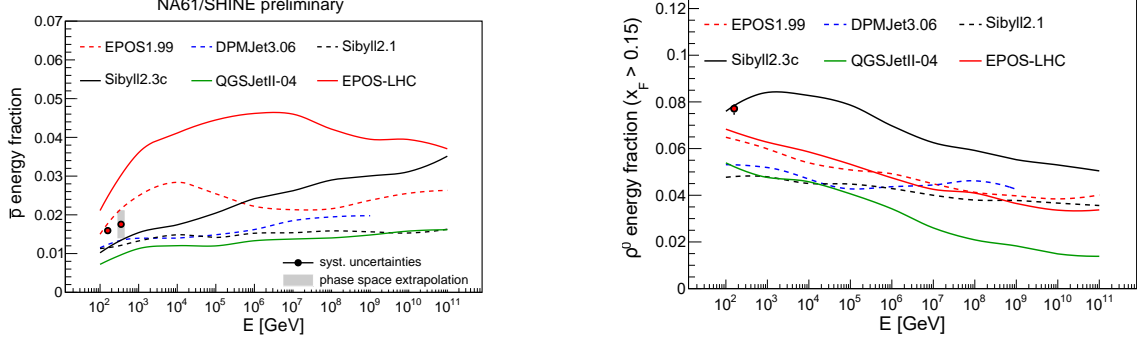 NA61/SHINE preliminary
0.07
0.06
0.05
0.04
0.03
0.02
0.01
0
p̅ energy fraction
EPOS1.99
DPMJet3.06
Sibyll2.1
Sibyll2.3c
QGSJetII-04
EPOS-LHC
syst. uncertainties
phase space extrapolation
10² 10³ 10⁴ 10⁵ 10⁶ 10⁷ 10⁸ 10⁹ 10¹⁰ 10¹¹
E [GeV]
0.12
0.1
0.08
0.06
0.04
0.02
0
ρ⁰ energy fraction (x_F > 0.15)
EPOS1.99
DPMJet3.06
Sibyll2.1
Sibyll2.3c
QGSJetII-04
EPOS-LHC
10² 10³ 10⁴ 10⁵ 10⁶ 10⁷ 10⁸ 10⁹ 10¹⁰ 10¹¹
E [GeV]